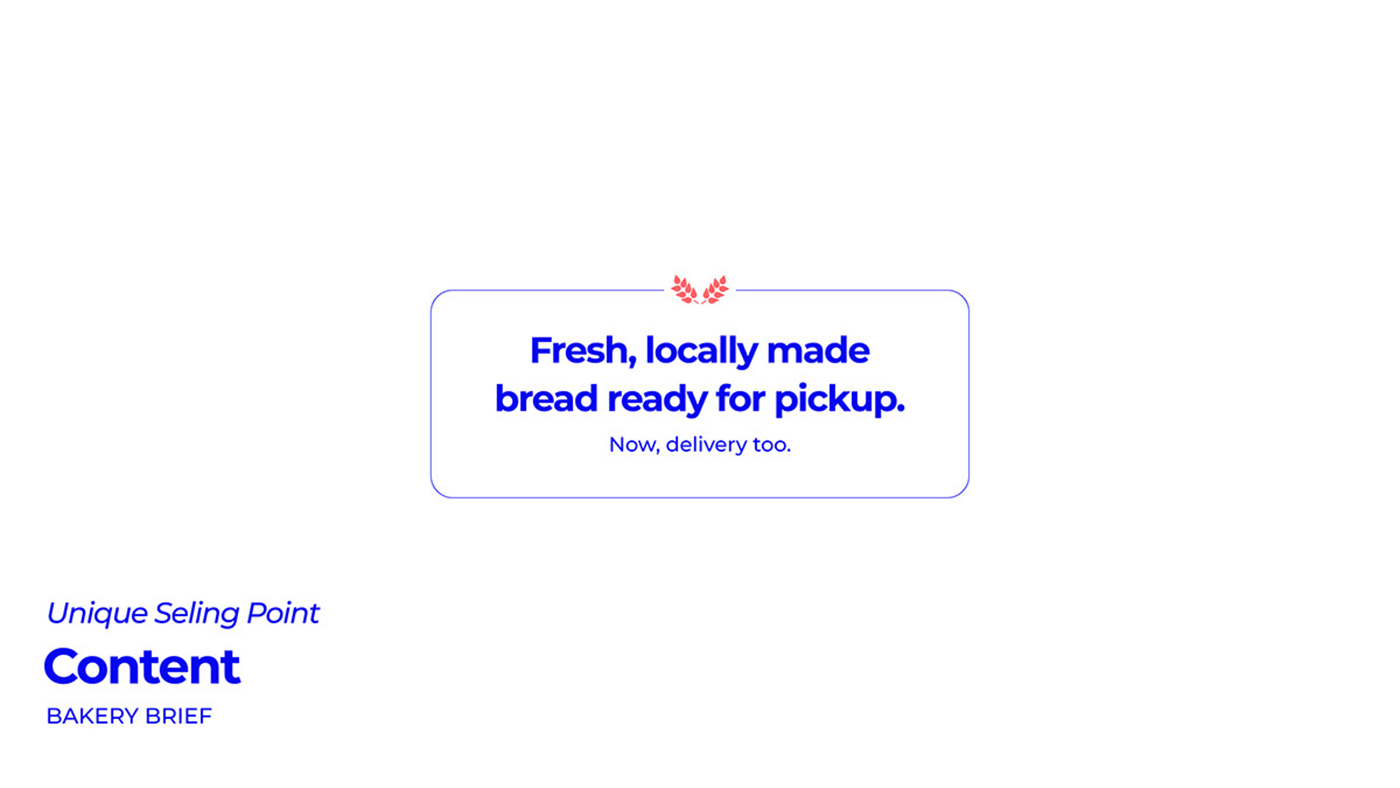 Fresh, locally made
bread ready for pickup.
Now, delivery too.
Unique Seling Point
Content
BAKERY BRIEF